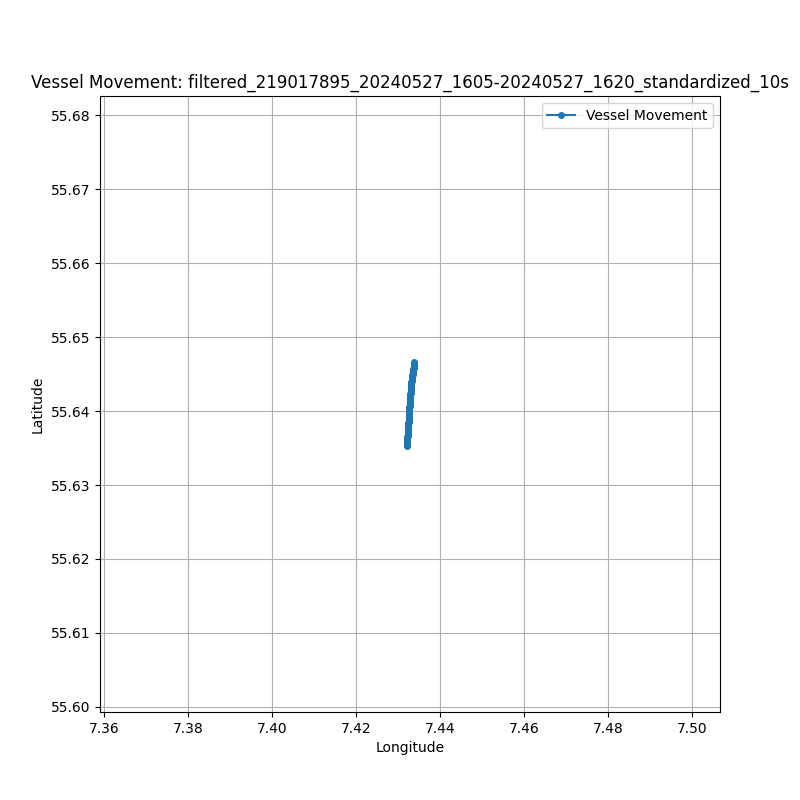 Vessel Movement: filtered_219017895_20240527_1605-20240527_1620_standardized_10s
Vessel Movement
55.68
55.67
55.66
55.65
55.64
55.63
55.62
55.61
55.60
Latitude
7.36 7.38 7.40 7.42 7.44 7.46 7.48 7.50
Longitude